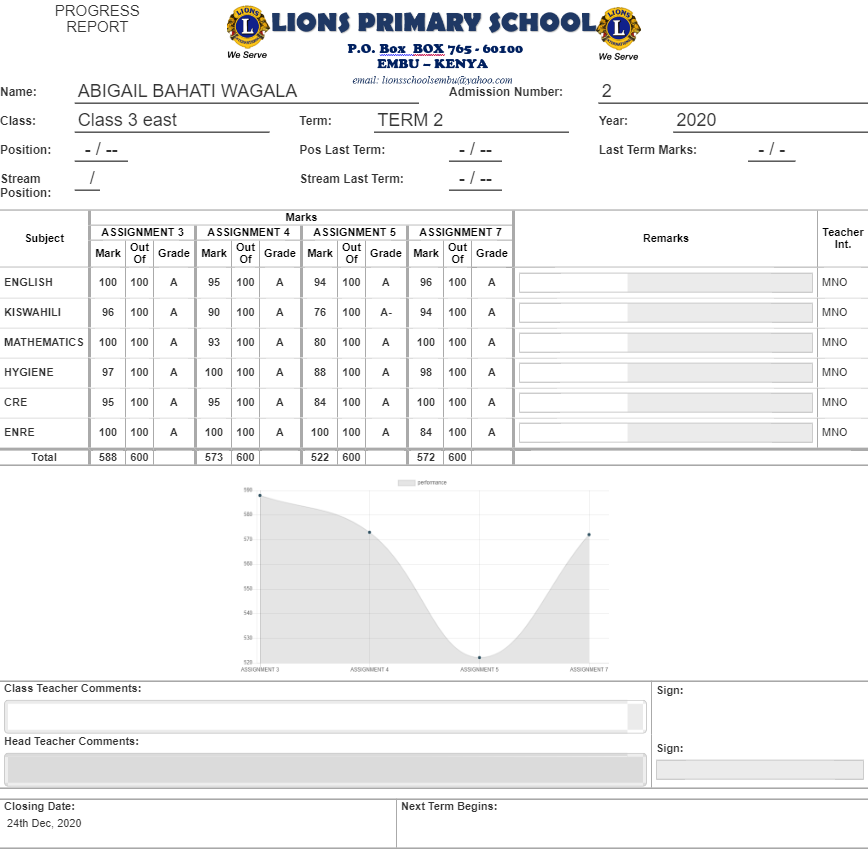 PROGRESS
REPORT
LIONS
L
INTERNATIONAL
We Serve
LIONS PRIMARY SCHOOL
P.O. Box BOX 765 - 60100
EMBU – KENYA
email: lionsschoolsembu@yahoo.com
LIONS
L
INTERNATIONAL
We Serve
Name: ABIGAIL BAHATI WAGALA Admission Number: 2
Class: Class 3 east Term: TERM 2 Year: 2020
Position: - / -- Pos Last Term: - / -- Last Term Marks: - / -
Stream Position: / Stream Last Term: - / --
Marks
Subject ASSIGNMENT 3 ASSIGNMENT 4 ASSIGNMENT 5 ASSIGNMENT 7 Remarks Teacher Int.
Mark Out Of Grade Mark Out Of Grade Mark Out Of Grade Mark Out Of Grade
ENGLISH 100 100 A 95 100 A 94 100 A 96 100 A MNO
KISWAHILI 96 100 A 90 100 A 76 100 A- 94 100 A MNO
MATHEMATICS 100 100 A 93 100 A 80 100 A 100 100 A MNO
HYGIENE 97 100 A 100 100 A 88 100 A 98 100 A MNO
CRE 95 100 A 95 100 A 84 100 A 100 100 A MNO
ENRE 100 100 A 100 100 A 100 100 A 84 100 A MNO
Total 588 600 573 600 522 600 572 600
performance
590
580
570
560
550
540
530
520
ASSIGNMENT 3 ASSIGNMENT 4 ASSIGNMENT 5 ASSIGNMENT 7
Class Teacher Comments: Sign:
Head Teacher Comments: Sign:
Closing Date: Next Term Begins:
24th Dec, 2020